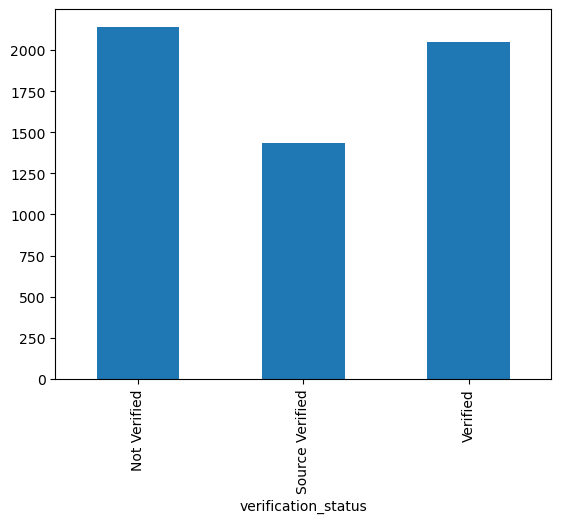 2000
1750
1500
1250
1000
750
500
250
0
Not Verified
Source Verified
Verified
verification_status